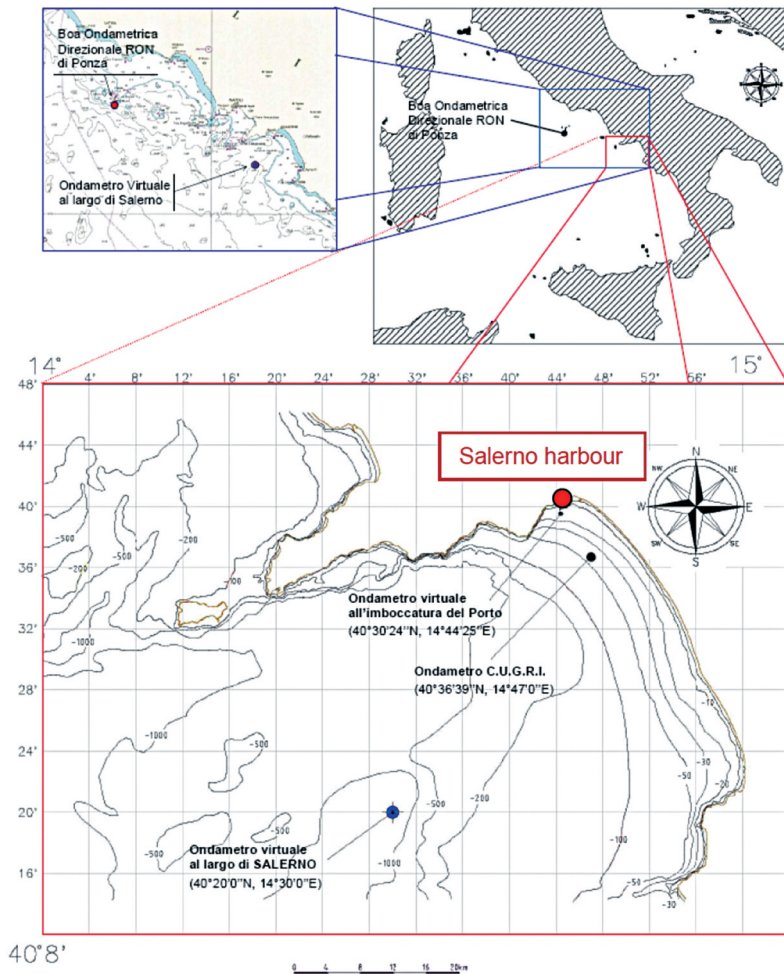 Boa Ondametrica
Direzionale RON
di Ponza
Ondametro Virtuale
al largo di Salerno
Boa Ondametrica
Direzionale RON
di Ponza
14°
15°
4' 8' 12' 16' 20' 24' 28' 32' 36' 40' 44' 48' 52' 56'
48'
44'
40'
36'
32'
28'
24'
20'
16'
40°8'
Salerno harbour
N
NE
E
SE
S
SW
W
NW
-500
-200
-500
-200
-1000
-100
Ondametro virtuale
all'imboccatura del Porto
(40°30'24''N, 14°44'25''E)
Ondametro C.U.G.R.I.
(40°36'39''N, 14°47'0''E)
-1000
-500
-10
-30
-50
-20
-500
-200
-500
-500
-1000
-100
Ondametro virtuale
al largo di SALERNO
(40°20'0''N, 14°30'0''E)
-50
-30
0 4 8 12 16 20km